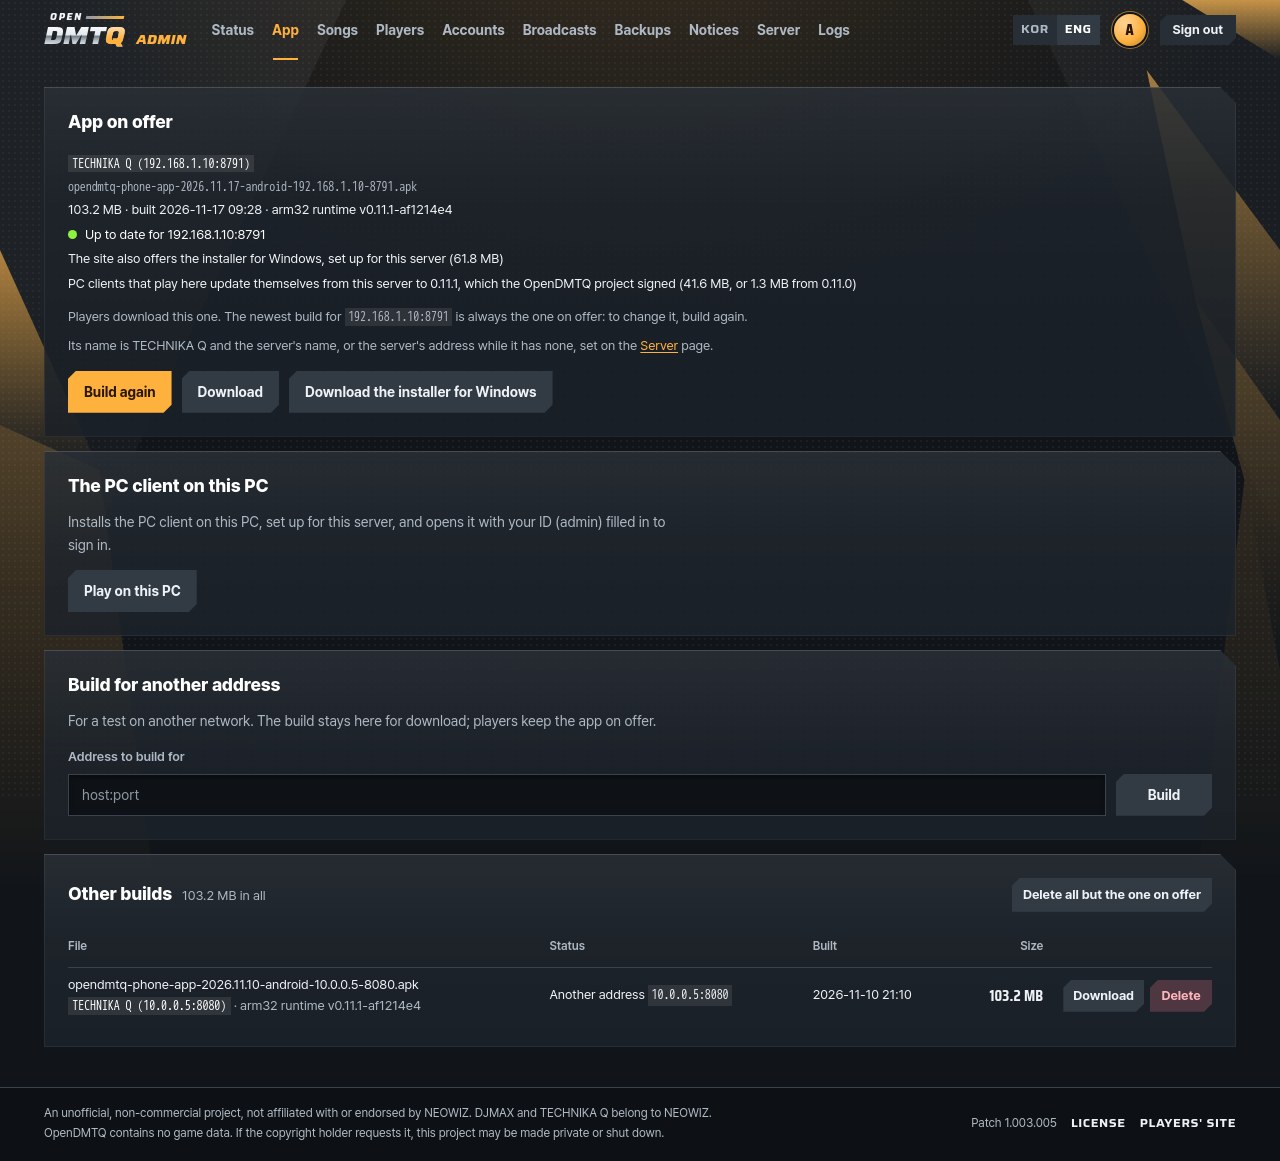 OPEN
DMTQ ADMIN
Status App Songs Players Accounts Broadcasts Backups Notices Server Logs
KOR ENG A Sign out
App on offer
TECHNIKA Q (192.168.1.10:8791)
opendmtq-phone-app-2026.11.17-android-192.168.1.10-8791.apk
103.2 MB · built 2026-11-17 09:28 · arm32 runtime v0.11.1-af1214e4
Up to date for 192.168.1.10:8791
The site also offers the installer for Windows, set up for this server (61.8 MB)
PC clients that play here update themselves from this server to 0.11.1, which the OpenDMTQ project signed (41.6 MB, or 1.3 MB from 0.11.0)
Players download this one. The newest build for 192.168.1.10:8791 is always the one on offer: to change it, build again.
Its name is TECHNIKA Q and the server's name, or the server's address while it has none, set on the Server page.
Build again Download Download the installer for Windows
The PC client on this PC
Installs the PC client on this PC, set up for this server, and opens it with your ID (admin) filled in to
sign in.
Play on this PC
Build for another address
For a test on another network. The build stays here for download; players keep the app on offer.
Address to build for
host:port Build
Other builds 103.2 MB in all Delete all but the one on offer
File Status Built Size
opendmtq-phone-app-2026.11.10-android-10.0.0.5-8080.apk
TECHNIKA Q (10.0.0.5:8080) · arm32 runtime v0.11.1-af1214e4
Another address 10.0.0.5:8080 2026-11-10 21:10 103.2 MB Download Delete
An unofficial, non-commercial project, not affiliated with or endorsed by NEOWIZ. DJMAX and TECHNIKA Q belong to NEOWIZ.
OpenDMTQ contains no game data. If the copyright holder requests it, this project may be made private or shut down.
Patch 1.003.005 LICENSE PLAYERS' SITE